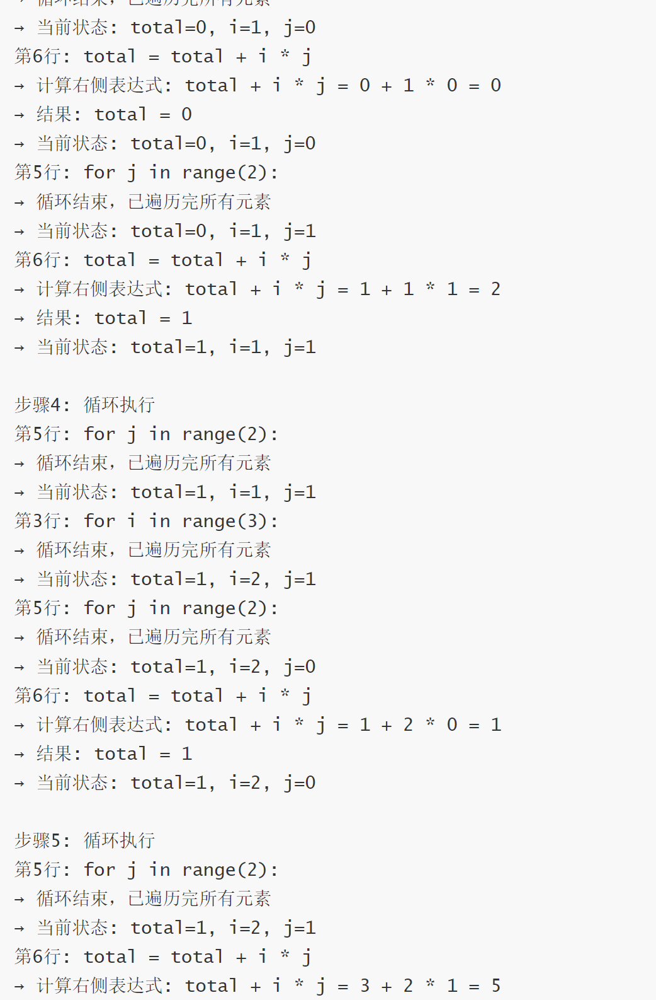 → 循环结束，已遍历完所有元素
→ 当前状态: total=0, i=1, j=0
第6行: total = total + i * j
→ 计算右侧表达式: total + i * j = 0 + 1 * 0 = 0
→ 结果: total = 0
→ 当前状态: total=0, i=1, j=0
第5行: for j in range(2):
→ 循环结束，已遍历完所有元素
→ 当前状态: total=0, i=1, j=1
第6行: total = total + i * j
→ 计算右侧表达式: total + i * j = 1 + 1 * 1 = 2
→ 结果: total = 1
→ 当前状态: total=1, i=1, j=1
步骤4: 循环执行
第5行: for j in range(2):
→ 循环结束，已遍历完所有元素
→ 当前状态: total=1, i=1, j=1
第3行: for i in range(3):
→ 循环结束，已遍历完所有元素
→ 当前状态: total=1, i=2, j=1
第5行: for j in range(2):
→ 循环结束，已遍历完所有元素
→ 当前状态: total=1, i=2, j=0
第6行: total = total + i * j
→ 计算右侧表达式: total + i * j = 1 + 2 * 0 = 1
→ 结果: total = 1
→ 当前状态: total=1, i=2, j=0
步骤5: 循环执行
第5行: for j in range(2):
→ 循环结束，已遍历完所有元素
→ 当前状态: total=1, i=2, j=1
第6行: total = total + i * j
→ 计算右侧表达式: total + i * j = 3 + 2 * 1 = 5